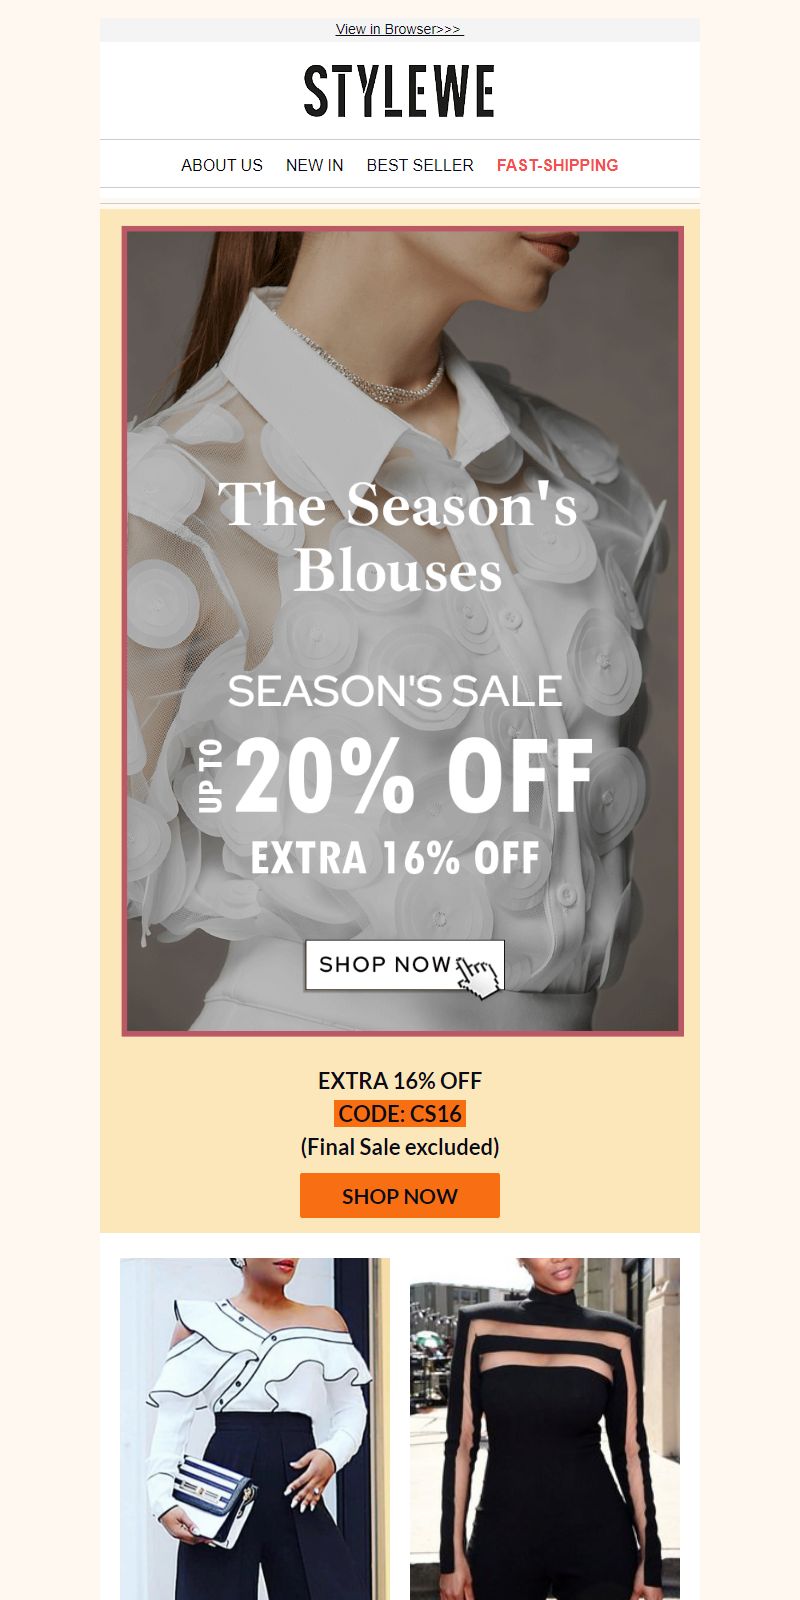 View in Browser>>>
STYLEWE
ABOUT US NEW IN BEST SELLER FAST-SHIPPING
The Season's
Blouses
SEASON'S SALE
UP TO 20% OFF
EXTRA 16% OFF
SHOP NOW
EXTRA 16% OFF
CODE: CS16
(Final Sale excluded)
SHOP NOW